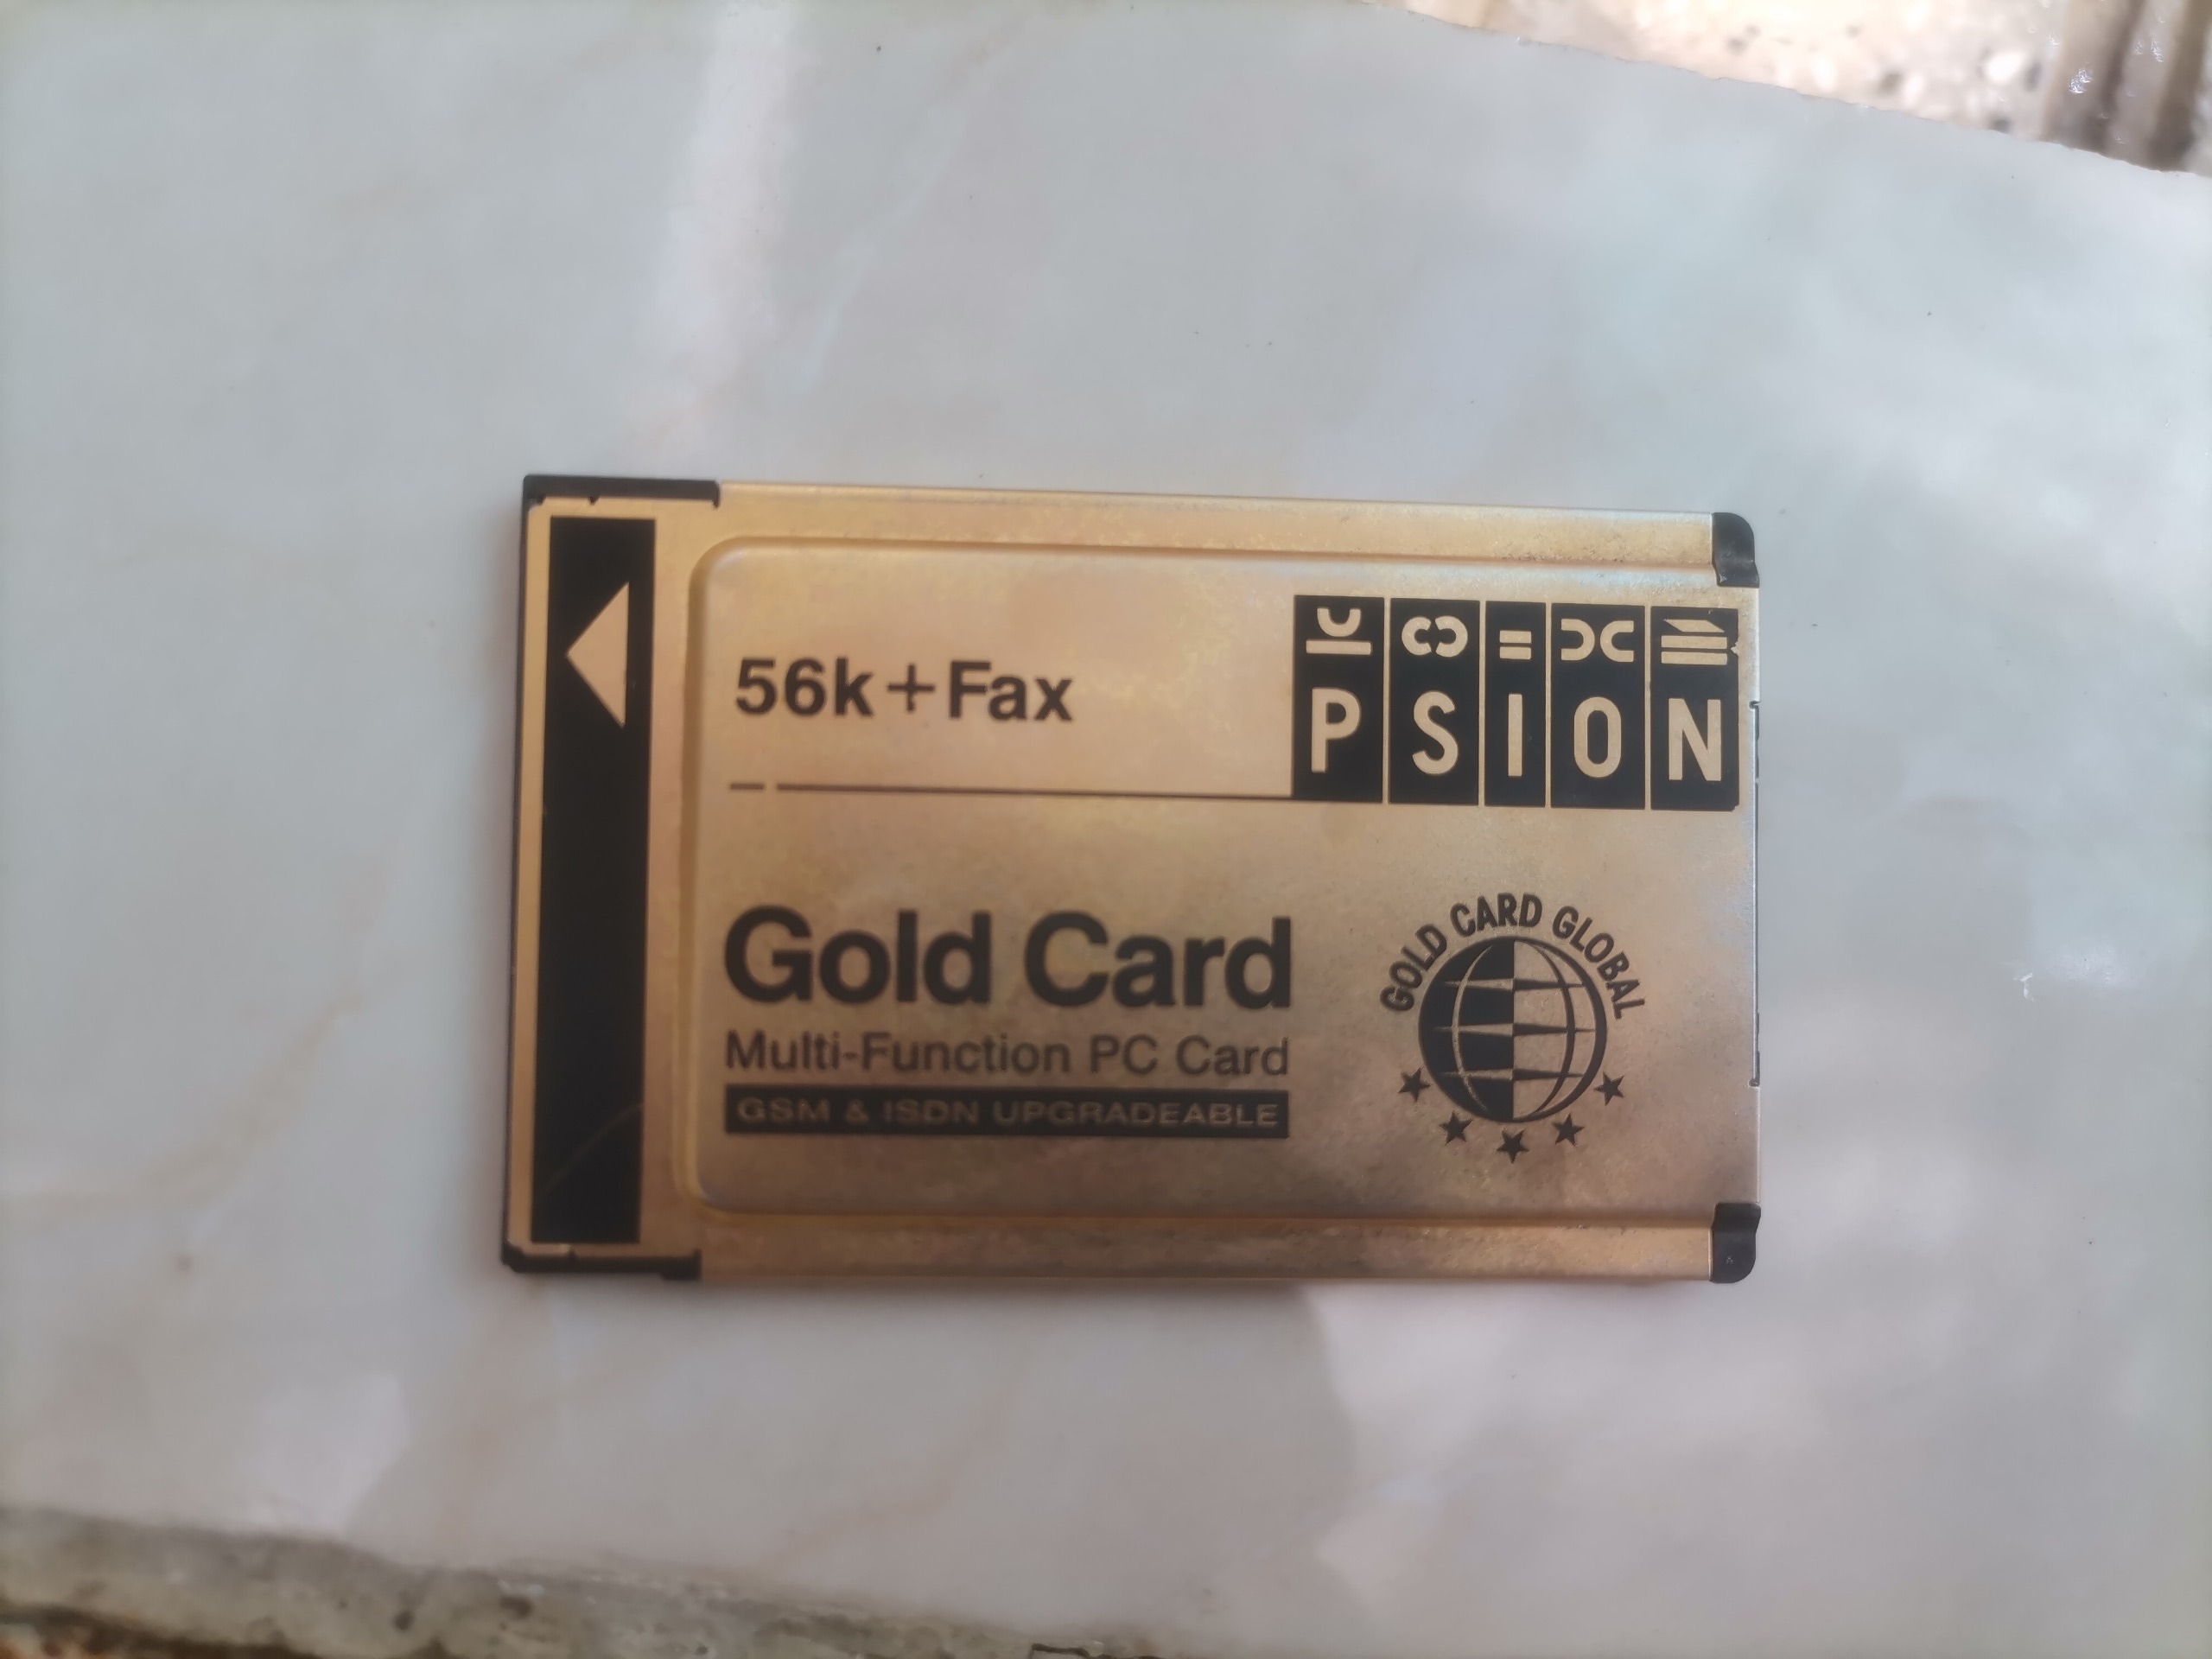 56k+Fax
PSION
Gold Card
Multi-Function PC Card
GSM & ISDN UPGRADEABLE
GOLD CARD GLOBAL